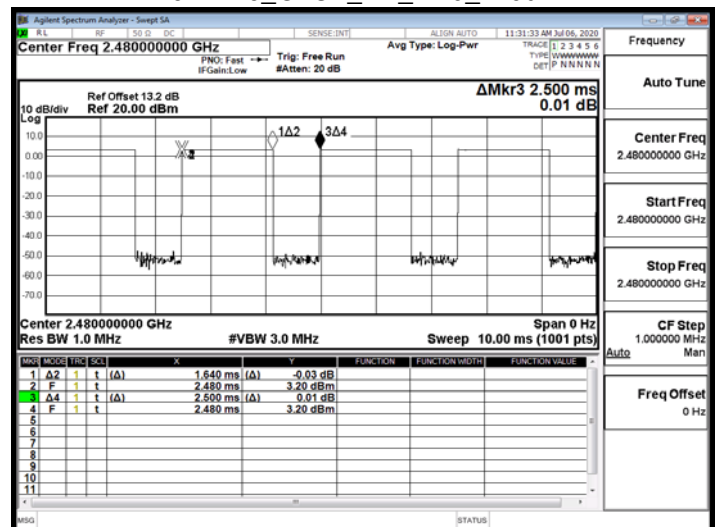 Agilent Spectrum Analyzer - Swept SA
RL RF 50 Ω DC SENSE:INT ALIGN AUTO 11:31:33 AM Jul 06, 2020
Center Freq 2.480000000 GHz
PNO: Fast
IFGain:Low
Trig: Free Run
#Atten: 20 dB
Avg Type: Log-Pwr
TRACE 1 2 3 4 5 6
TYPE WWWWWW
DET P N N N N N
Ref Offset 13.2 dB
10 dB/div Ref 20.00 dBm
Log
ΔMkr3 2.500 ms
0.01 dB
10.0
0.00
-10.0
-20.0
-30.0
-40.0
-50.0
-60.0
-70.0
1Δ2
3Δ4
Center 2.480000000 GHz Span 0 Hz
Res BW 1.0 MHz #VBW 3.0 MHz Sweep 10.00 ms (1001 pts)
MKR MODE TRC SCL X Y FUNCTION FUNCTION WIDTH FUNCTION VALUE
1 Δ2 1 t (Δ) 1.640 ms (Δ) -0.03 dB
2 F 1 t 2.480 ms 3.20 dBm
3 Δ4 1 t (Δ) 2.500 ms (Δ) 0.01 dB
4 F 1 t 2.480 ms 3.20 dBm
5
6
7
8
9
10
11
MSG STATUS
Frequency
Auto Tune
Center Freq
2.480000000 GHz
Start Freq
2.480000000 GHz
Stop Freq
2.480000000 GHz
CF Step
1.000000 MHz
Auto Man
Freq Offset
0 Hz